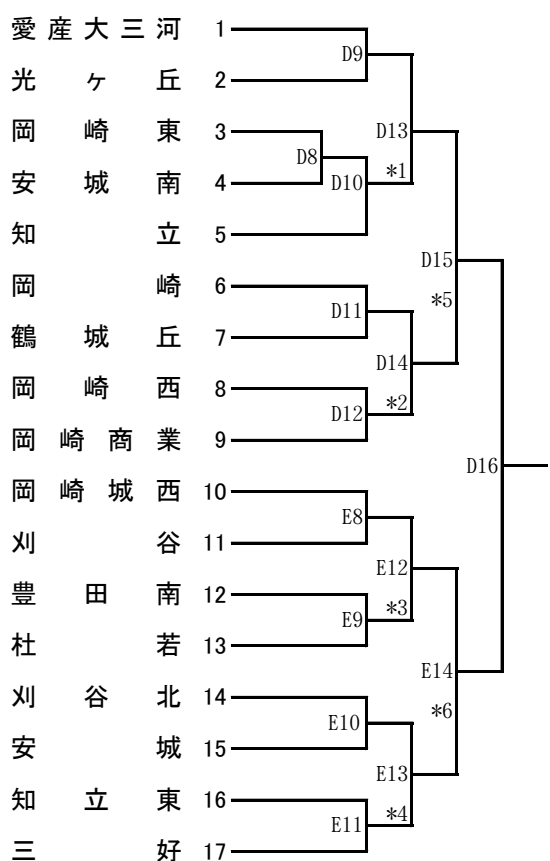 愛産大三河 1
D9
光ヶ丘 2
岡崎東 3
D13
D8
*1
安城南 4
D10
知立 5
D15
岡崎 6
*5
D11
鶴城丘 7
D14
岡崎西 8
*2
D12
岡崎商業 9
D16
岡崎城西 10
E8
刈谷 11
E12
豊田南 12
*3
E9
杜若 13
E14
刈谷北 14
*6
E10
安城 15
E13
知立東 16
*4
E11
三好 17